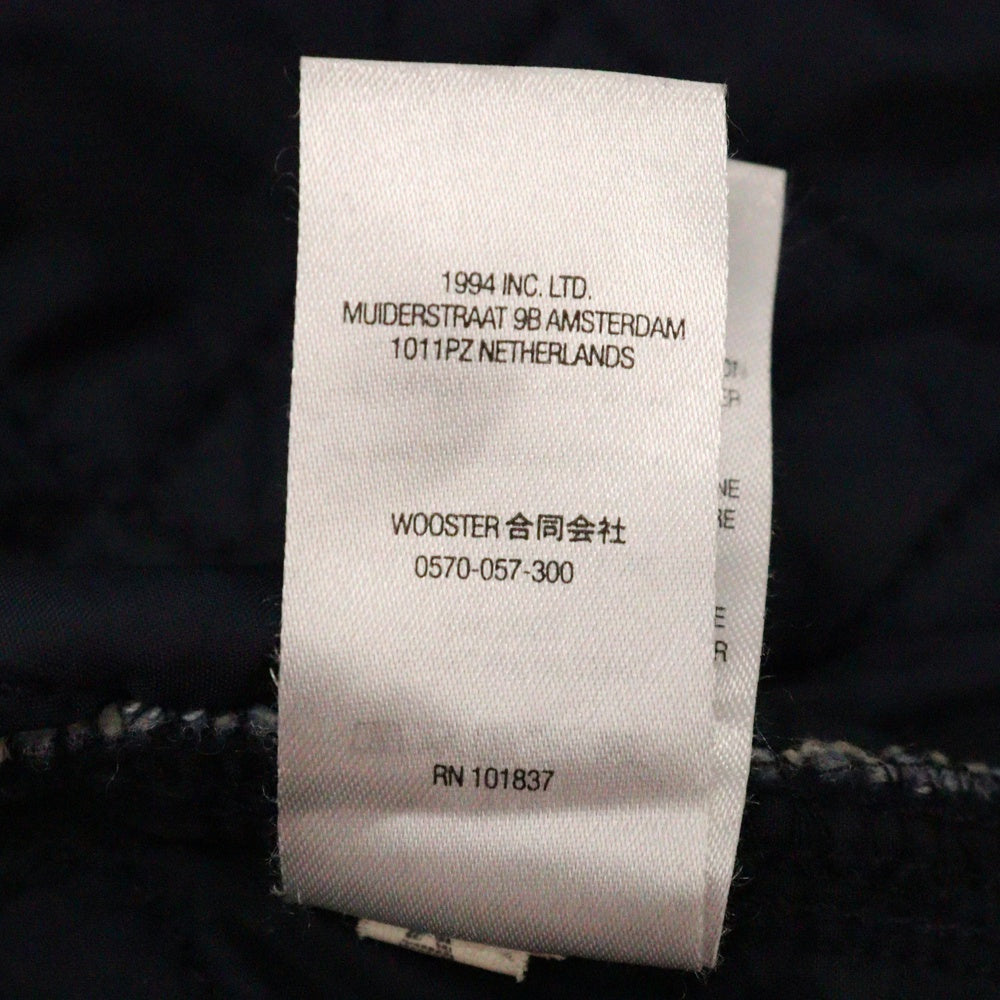 1994 INC. LTD.
MUIDERSTRAAT 9B AMSTERDAM
1011PZ NETHERLANDS
WOOSTER 合同会社
0570-057-300
RN 101837